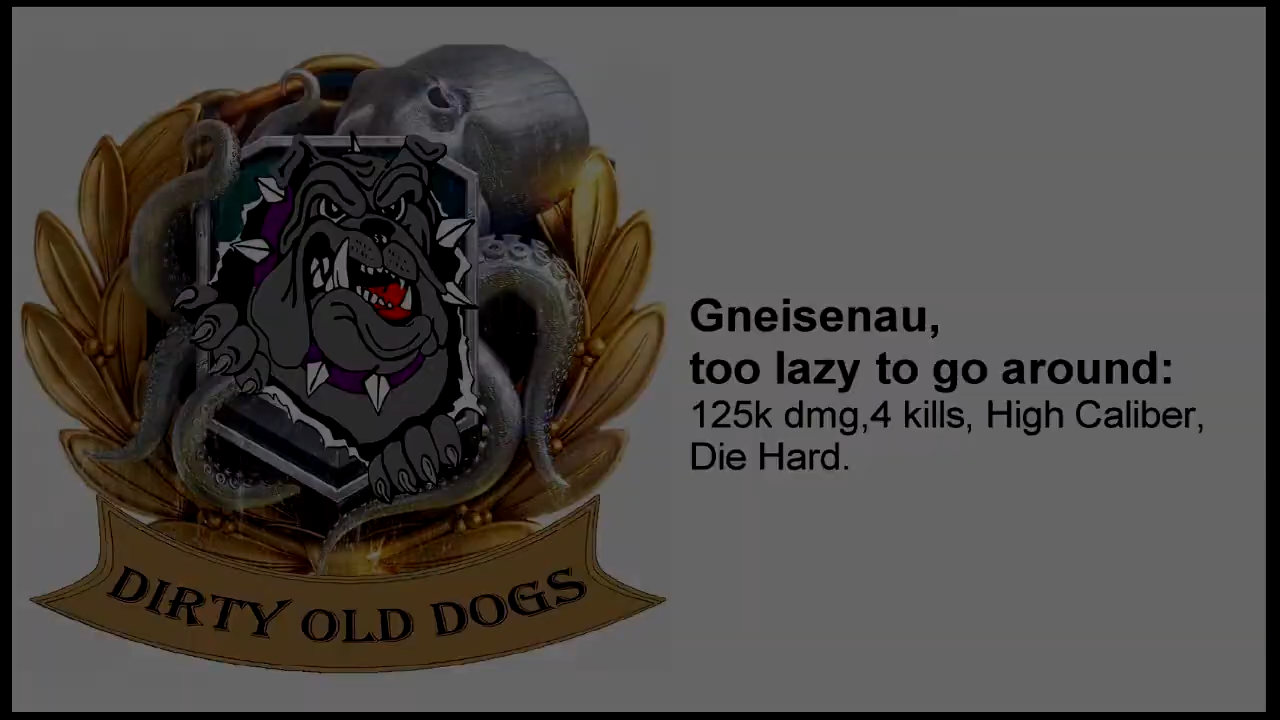 Gneisenau,
too lazy to go around:
125k dmg,4 kills, High Caliber,
Die Hard.
DIRTY OLD DOGS